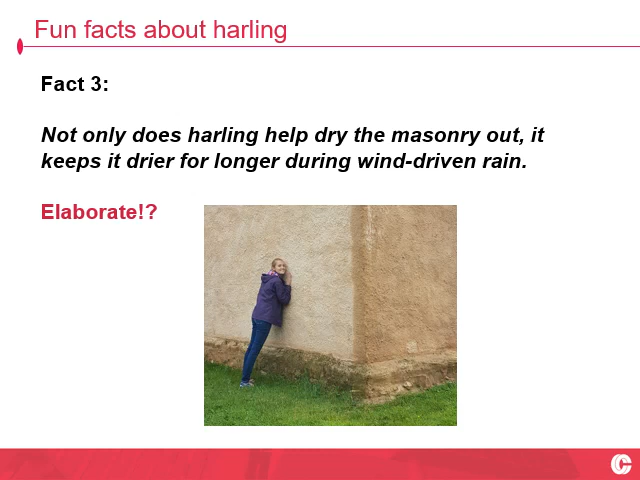 Fun facts about harling
Fact 3:
Not only does harling help dry the masonry out, it
keeps it drier for longer during wind-driven rain.
Elaborate!?